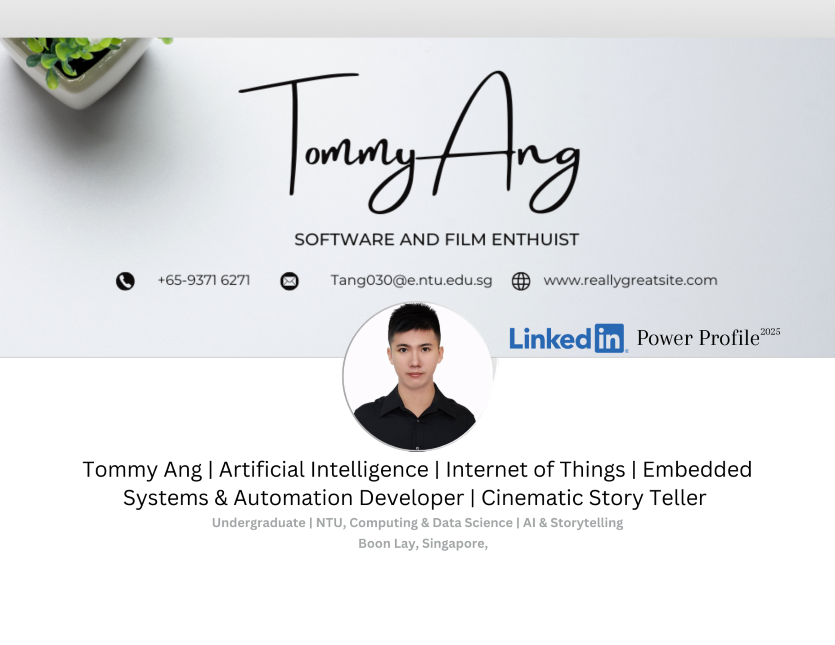 Tommy Ang
SOFTWARE AND FILM ENTHUIST
+65-9371 6271 Tang030@e.ntu.edu.sg www.reallygreatsite.com
Linkedin Power Profile 2025
Tommy Ang | Artificial Intelligence | Internet of Things | Embedded
Systems & Automation Developer | Cinematic Story Teller
Undergraduate | NTU, Computing & Data Science | AI & Storytelling
Boon Lay, Singapore,